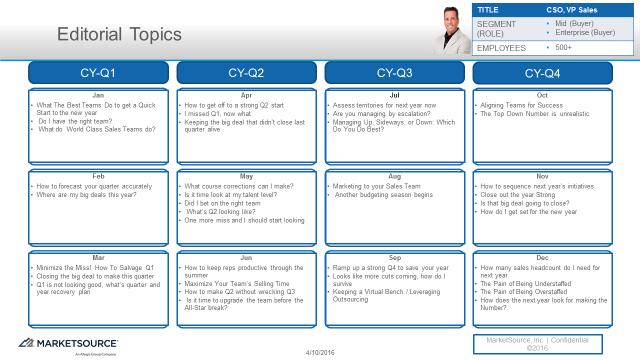 Editorial Topics
TITLE CSO, VP Sales
SEGMENT (ROLE) • Mid (Buyer)
• Enterprise (Buyer)
EMPLOYEES • 500+
CY-Q1
CY-Q2
CY-Q3
CY-Q4
Jan
• What The Best Teams Do to get a Quick
Start to the new year
• Do I have the right team?
• What do World Class Sales Teams do?
Apr
• How to get off to a strong Q2 start
• I missed Q1, now what
• Keeping the big deal that didn't close last
quarter alive
Jul
• Assess territories for next year now
• Are you managing by escalation?
• Managing Up, Sideways, or Down: Which
Do You Do Best?
Oct
• Aligning Teams for Success
• The Top Down Number is unrealistic
Feb
• How to forecast your quarter accurately
• Where are my big deals this year?
May
• What course corrections can I make?
• Is it time look at my talent level?
• Did I bet on the right team
• What's Q2 looking like?
• One more miss and I should start looking
Aug
• Marketing to your Sales Team
• Another budgeting season begins
Nov
• How to sequence next year's initiatives
• Close out the year Strong
• Is that big deal going to close?
• How do I get set for the new year
Mar
• Minimize the Miss! How To Salvage Q1
• Closing the big deal to make this quarter
• Q1 is not looking good, what's quarter and
year recovery plan
Jun
• How to keep reps productive through the
summer
• Maximize Your Team's Selling Time
• How to make Q2 without wrecking Q3
• Is it time to upgrade the team before the
All-Star break?
Sep
• Ramp up a strong Q4 to save your year
• Looks like more cuts coming, how do I
survive
• Keeping a Virtual Bench / Leveraging
Outsourcing
Dec
• How many sales headcount do I need for
next year
• The Pain of Being Understaffed
• The Pain of Being Overstaffed
• How does the next year look for making the
Number?
MARKETSOURCE
An Allegis Group Company
4/10/2016
MarketSource, Inc. | Confidential
©2016